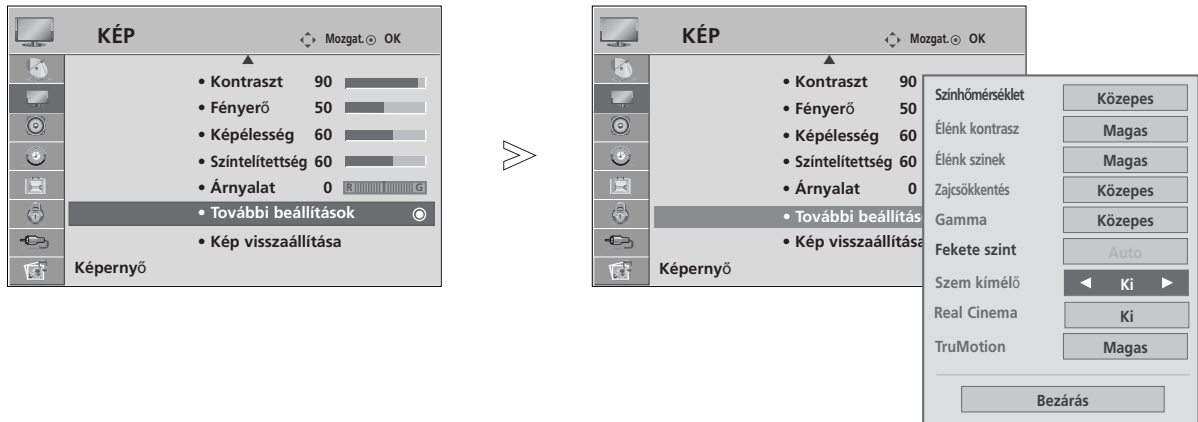 KÉP
Mozgat. OK
• Kontraszt 90
• Fényerő 50
• Képélesség 60
• Színtelítettség 60
• Árnyalat 0 R G
• További beállítások
• Kép visszaállítása
Képernyő
KÉP
Mozgat. OK
• Kontraszt 90
• Fényerő 50
• Képélesség 60
• Színtelítettség 60
• Árnyalat 0
• További beállítás
• Kép visszaállítása
Képernyő
Színhőmérséklet Közepes
Élénk kontrasz Magas
Élénk szinek Magas
Zajcsökkentés Közepes
Gamma Közepes
Fekete szint Auto
Szem kímélő Ki
Real Cinema Ki
TruMotion Magas
Bezárás